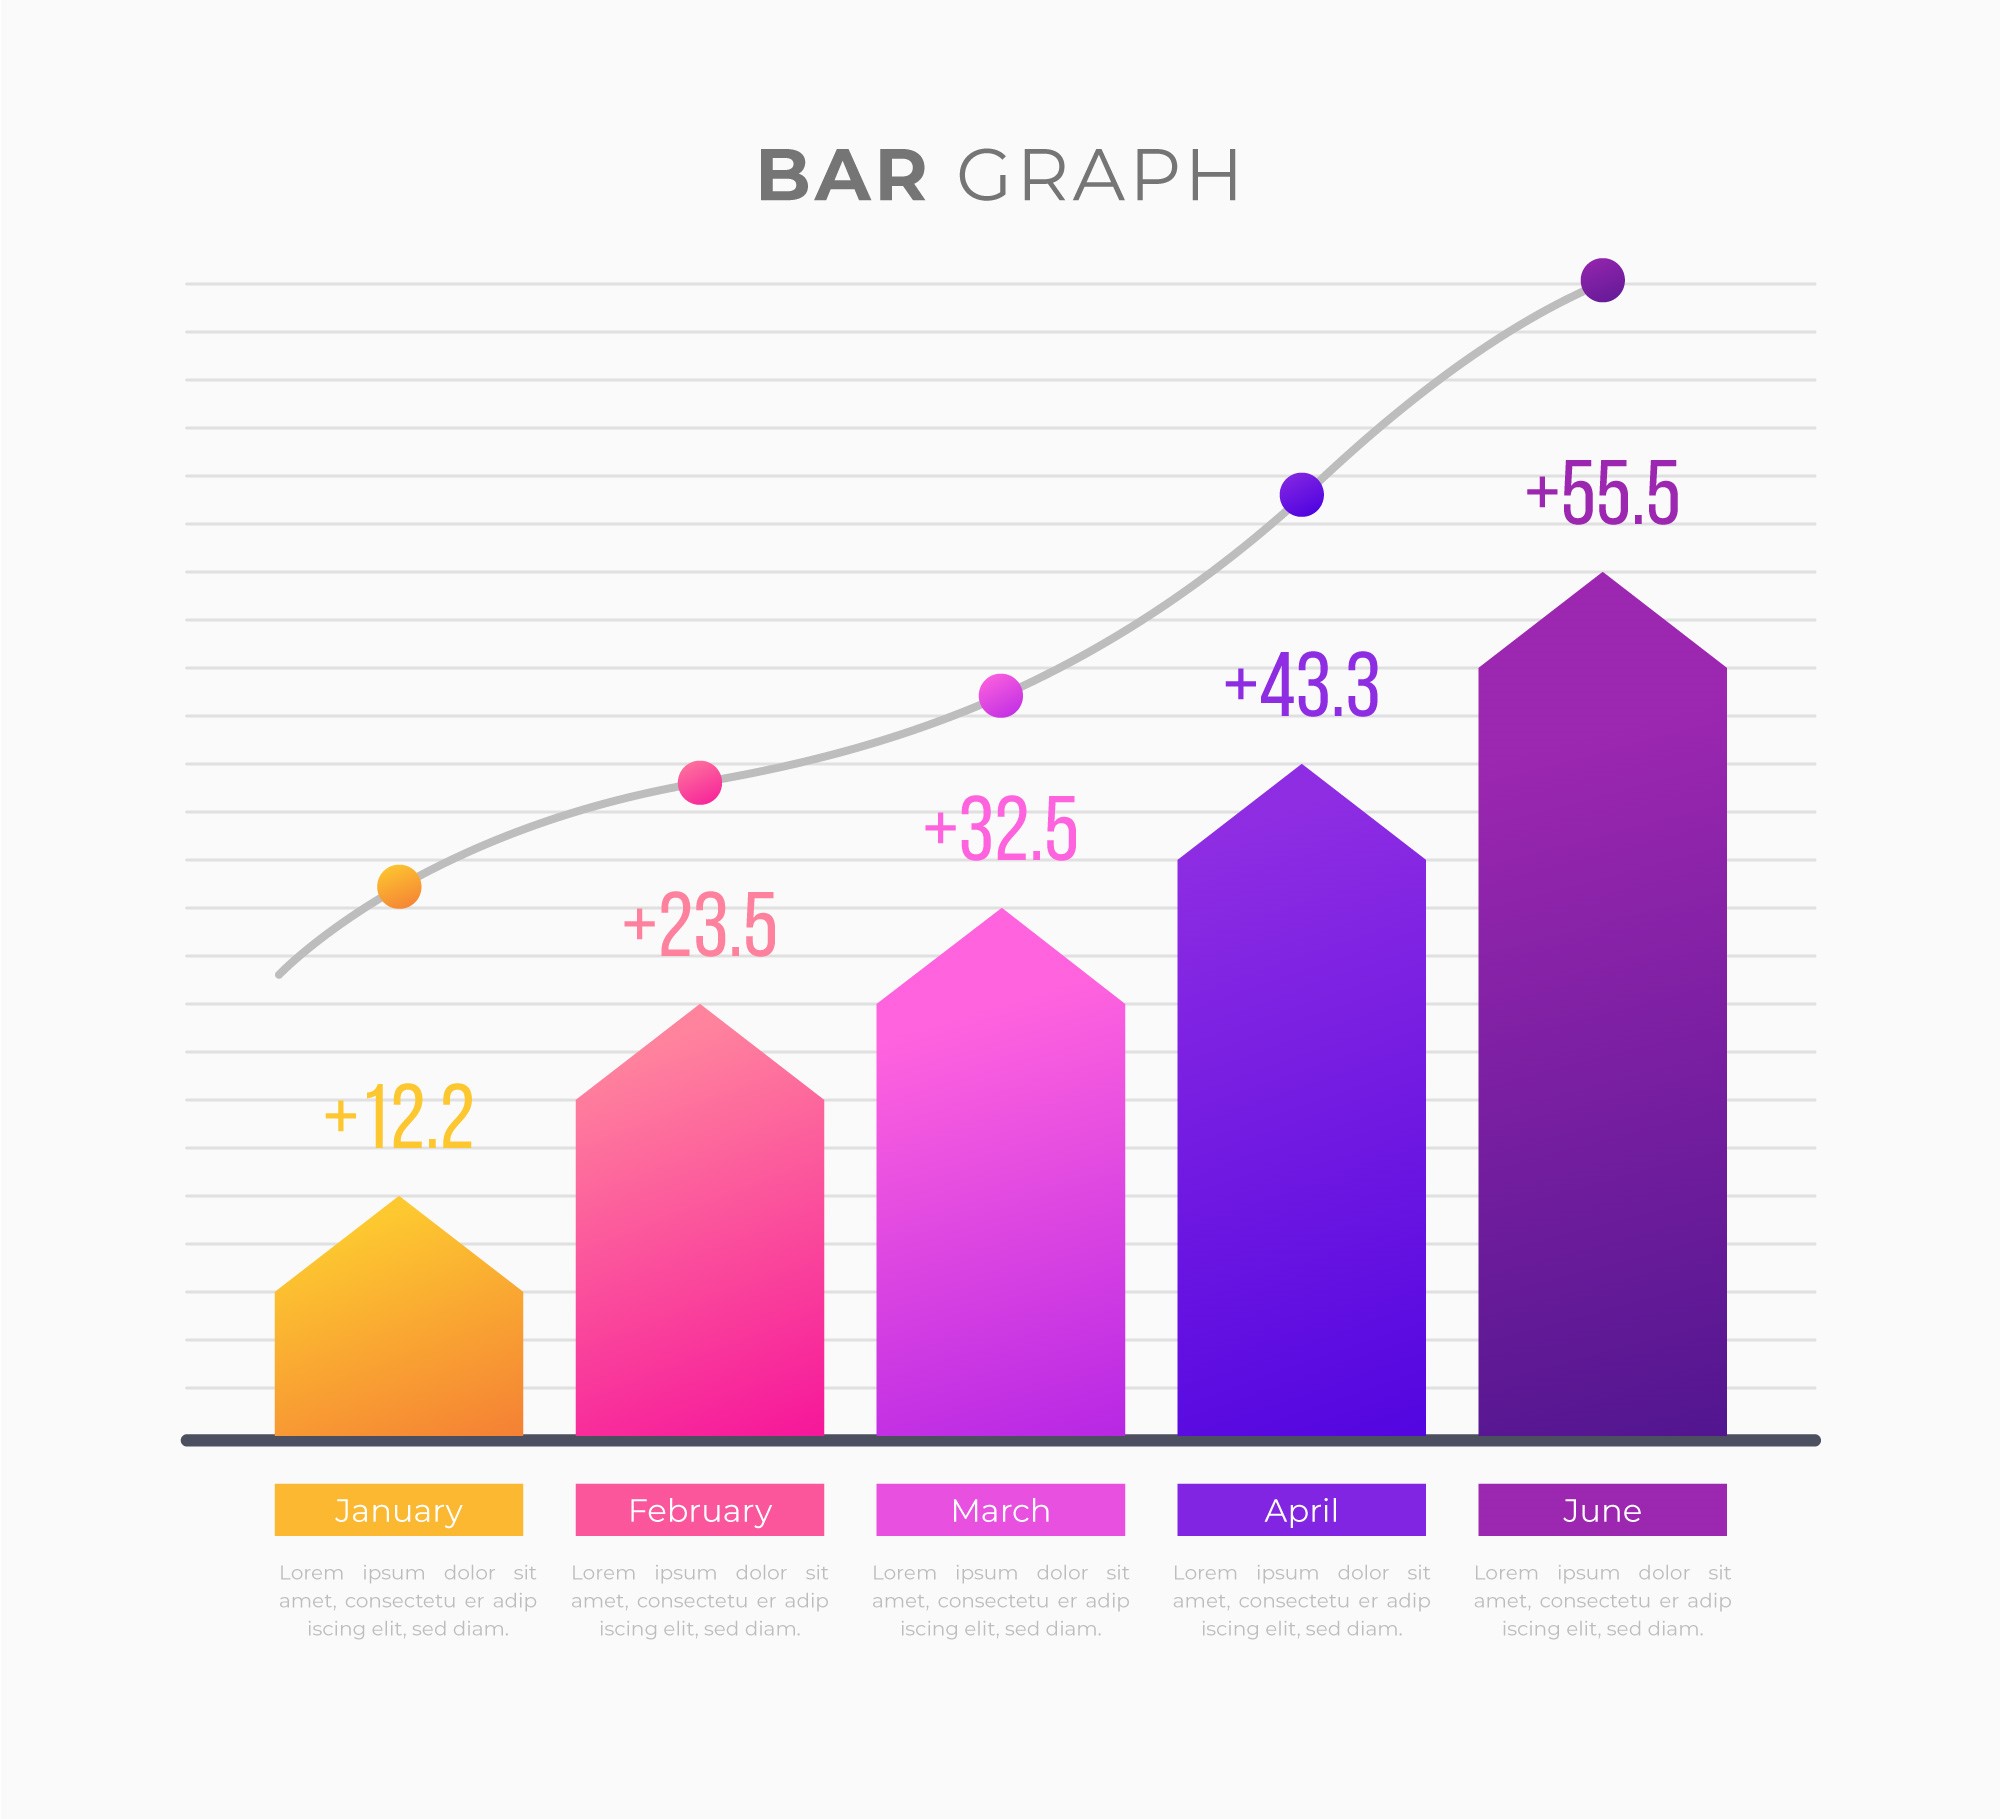 BAR GRAPH
+55.5
+43.3
+32.5
+23.5
+12.2
January
February
March
April
June
Lorem ipsum dolor sit
amet, consectetu er adip
iscing elit, sed diam.
Lorem ipsum dolor sit
amet, consectetu er adip
iscing elit, sed diam.
Lorem ipsum dolor sit
amet, consectetu er adip
iscing elit, sed diam.
Lorem ipsum dolor sit
amet, consectetu er adip
iscing elit, sed diam.
Lorem ipsum dolor sit
amet, consectetu er adip
iscing elit, sed diam.